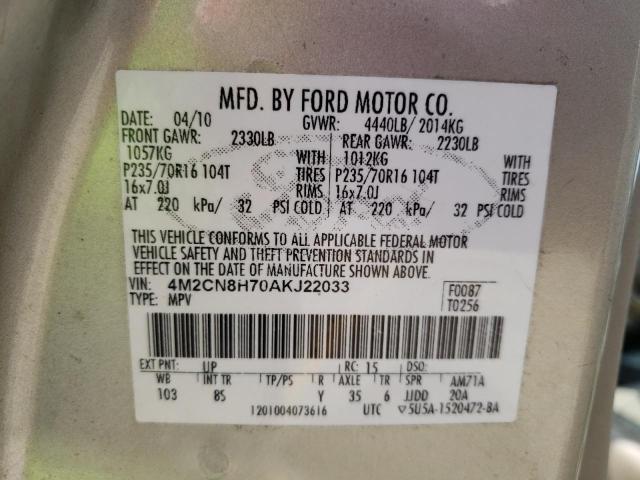 MFD. BY FORD MOTOR CO.
DATE: 04/10 GVWR: 4440LB/ 2014KG
FRONT GAWR: 2330LB REAR GAWR: 2230LB
1057KG WITH 1012KG WITH
P235/70R16 104T TIRES P235/70R16 104T TIRES
16x7.0J RIMS 16x7.0J RIMS
AT 220 kPa/ 32 PSI COLD AT 220 kPa/ 32 PSI COLD
THIS VEHICLE CONFORMS TO ALL APPLICABLE FEDERAL MOTOR
VEHICLE SAFETY AND THEFT PREVENTION STANDARDS IN
EFFECT ON THE DATE OF MANUFACTURE SHOWN ABOVE.
VIN: 4M2CN8H70AKJ22033 F0087
TYPE: MPV T0256
EXT PNT: UP RC: 15 DSO:
WB INT TR TP/PS R AXLE TR SPR AM71A
103 8S Y 35 6 JJDD 20A
1201004073616 UTC ▽5U5A-1520472-BA